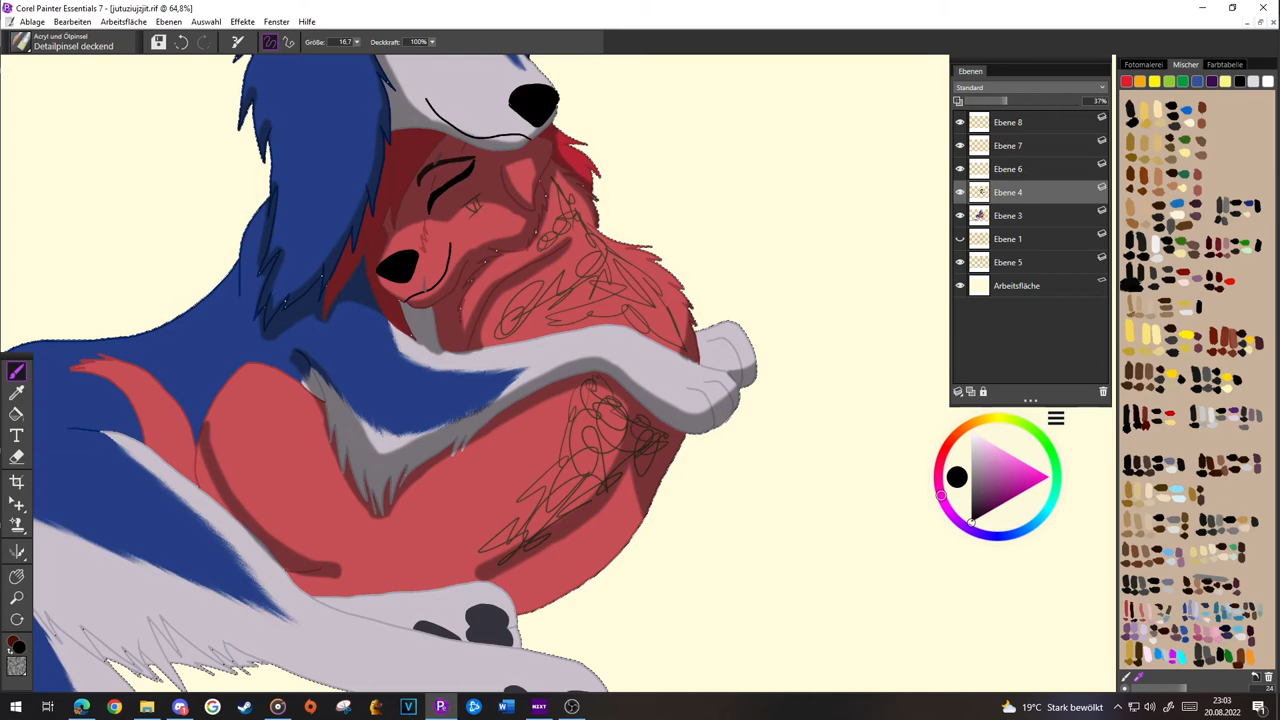 Corel Painter Essentials 7 - [jutuziujzjit.rif @ 64,8%]
Ablage Bearbeiten Arbeitsfläche Ebenen Auswahl Effekte Fenster Hilfe
Acryl und Ölpinsel
Detailpinsel deckend
Größe: 16,7 Deckkraft: 100%
Ebenen
Standard
37%
Ebene 8
Ebene 7
Ebene 6
Ebene 4
Ebene 3
Ebene 1
Ebene 5
Arbeitsfläche
Fotomalerei Mischer Farbtabelle
24
NXT
19°C Stark bewölkt
23:03
20.08.2022